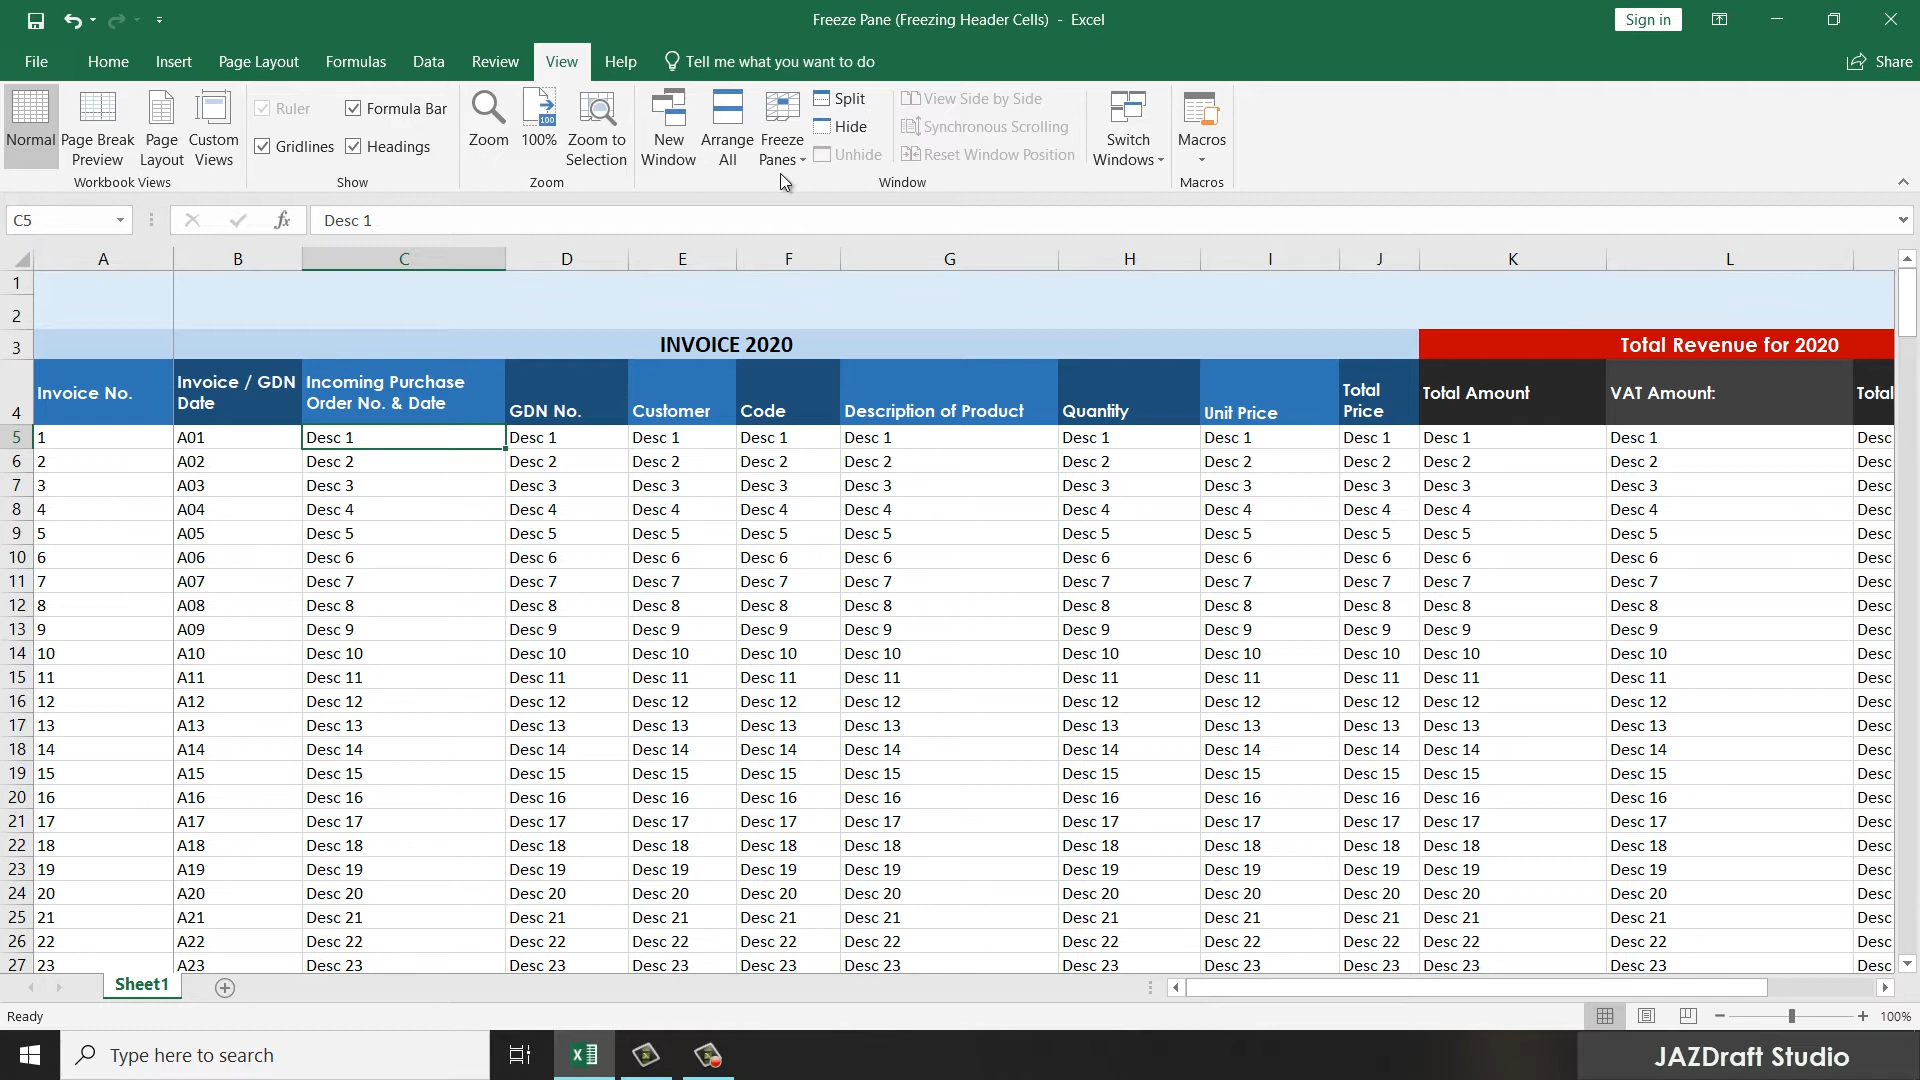 Freeze Pane (Freezing Header Cells) - Excel
Sign in
File Home Insert Page Layout Formulas Data Review View Help Tell me what you want to do Share
Normal
Page Break Preview
Page Layout
Custom Views
Workbook Views
Ruler
Formula Bar
Gridlines
Headings
Show
Zoom
100
100%
Zoom to Selection
Zoom
New Window
Arrange All
Freeze Panes
Split
Hide
Unhide
View Side by Side
Synchronous Scrolling
Reset Window Position
Window
Switch Windows
Macros
Macros
C5 fx Desc 1
A B C D E F G H I J K L
1
2
3 INVOICE 2020 Total Revenue for 2020
4 Invoice No. Invoice / GDN Date Incoming Purchase Order No. & Date GDN No. Customer Code Description of Product Quantity Unit Price Total Price Total Amount VAT Amount: Total
5 1 A01 Desc 1 Desc 1 Desc 1 Desc 1 Desc 1 Desc 1 Desc 1 Desc 1 Desc 1 Desc 1 Desc
6 2 A02 Desc 2 Desc 2 Desc 2 Desc 2 Desc 2 Desc 2 Desc 2 Desc 2 Desc 2 Desc 2 Desc
7 3 A03 Desc 3 Desc 3 Desc 3 Desc 3 Desc 3 Desc 3 Desc 3 Desc 3 Desc 3 Desc 3 Desc
8 4 A04 Desc 4 Desc 4 Desc 4 Desc 4 Desc 4 Desc 4 Desc 4 Desc 4 Desc 4 Desc 4 Desc
9 5 A05 Desc 5 Desc 5 Desc 5 Desc 5 Desc 5 Desc 5 Desc 5 Desc 5 Desc 5 Desc 5 Desc
10 6 A06 Desc 6 Desc 6 Desc 6 Desc 6 Desc 6 Desc 6 Desc 6 Desc 6 Desc 6 Desc 6 Desc
11 7 A07 Desc 7 Desc 7 Desc 7 Desc 7 Desc 7 Desc 7 Desc 7 Desc 7 Desc 7 Desc 7 Desc
12 8 A08 Desc 8 Desc 8 Desc 8 Desc 8 Desc 8 Desc 8 Desc 8 Desc 8 Desc 8 Desc 8 Desc
13 9 A09 Desc 9 Desc 9 Desc 9 Desc 9 Desc 9 Desc 9 Desc 9 Desc 9 Desc 9 Desc 9 Desc
14 10 A10 Desc 10 Desc 10 Desc 10 Desc 10 Desc 10 Desc 10 Desc 10 Desc 10 Desc 10 Desc 10 Desc
15 11 A11 Desc 11 Desc 11 Desc 11 Desc 11 Desc 11 Desc 11 Desc 11 Desc 11 Desc 11 Desc 11 Desc
16 12 A12 Desc 12 Desc 12 Desc 12 Desc 12 Desc 12 Desc 12 Desc 12 Desc 12 Desc 12 Desc 12 Desc
17 13 A13 Desc 13 Desc 13 Desc 13 Desc 13 Desc 13 Desc 13 Desc 13 Desc 13 Desc 13 Desc 13 Desc
18 14 A14 Desc 14 Desc 14 Desc 14 Desc 14 Desc 14 Desc 14 Desc 14 Desc 14 Desc 14 Desc 14 Desc
19 15 A15 Desc 15 Desc 15 Desc 15 Desc 15 Desc 15 Desc 15 Desc 15 Desc 15 Desc 15 Desc 15 Desc
20 16 A16 Desc 16 Desc 16 Desc 16 Desc 16 Desc 16 Desc 16 Desc 16 Desc 16 Desc 16 Desc 16 Desc
21 17 A17 Desc 17 Desc 17 Desc 17 Desc 17 Desc 17 Desc 17 Desc 17 Desc 17 Desc 17 Desc 17 Desc
22 18 A18 Desc 18 Desc 18 Desc 18 Desc 18 Desc 18 Desc 18 Desc 18 Desc 18 Desc 18 Desc 18 Desc
23 19 A19 Desc 19 Desc 19 Desc 19 Desc 19 Desc 19 Desc 19 Desc 19 Desc 19 Desc 19 Desc 19 Desc
24 20 A20 Desc 20 Desc 20 Desc 20 Desc 20 Desc 20 Desc 20 Desc 20 Desc 20 Desc 20 Desc 20 Desc
25 21 A21 Desc 21 Desc 21 Desc 21 Desc 21 Desc 21 Desc 21 Desc 21 Desc 21 Desc 21 Desc 21 Desc
26 22 A22 Desc 22 Desc 22 Desc 22 Desc 22 Desc 22 Desc 22 Desc 22 Desc 22 Desc 22 Desc 22 Desc
27 23 A23 Desc 23 Desc 23 Desc 23 Desc 23 Desc 23 Desc 23 Desc 23 Desc 23 Desc 23 Desc 23 Desc
Sheet1
Ready 100%
Type here to search
JAZDraft Studio